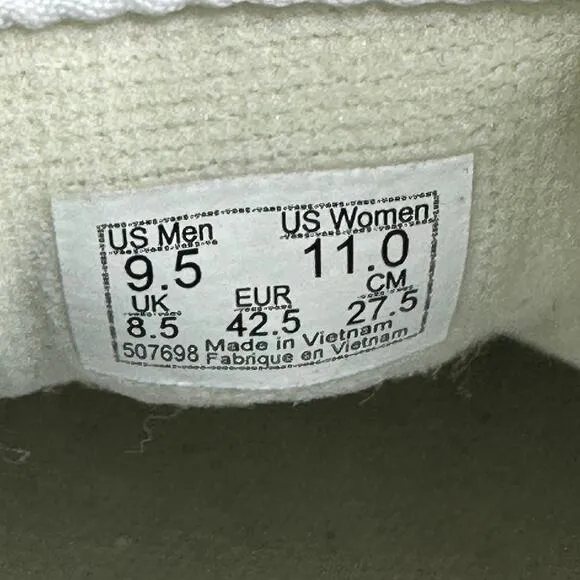 US Men US Women
9.5 11.0
UK EUR CM
8.5 42.5 27.5
507698 Made in Vietnam
Fabrique en Vietnam